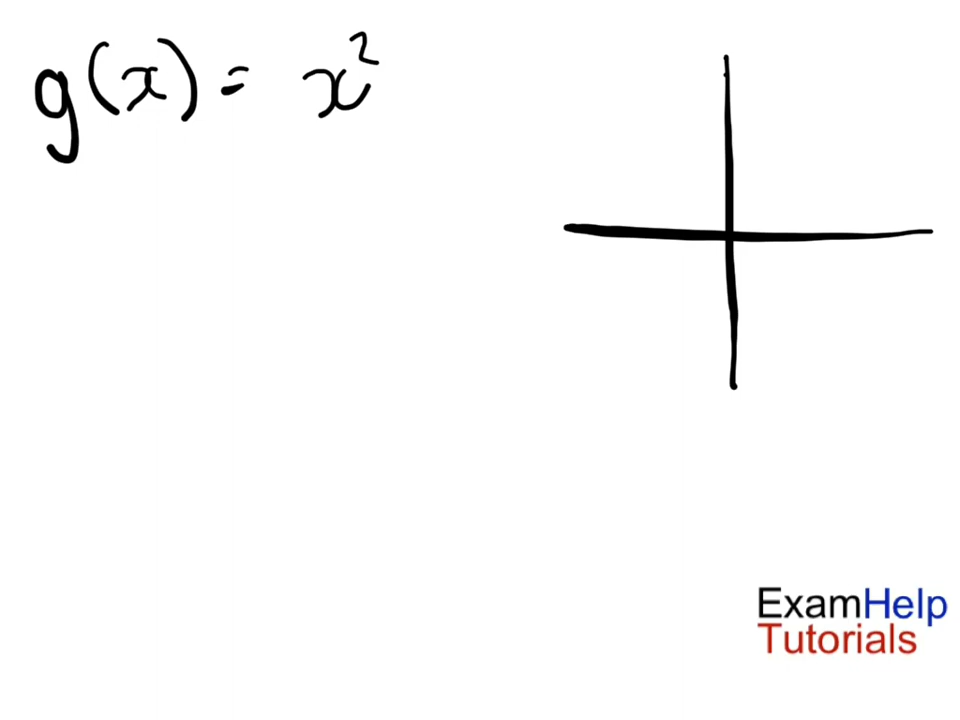 g(x) = x²
ExamHelp
Tutorials